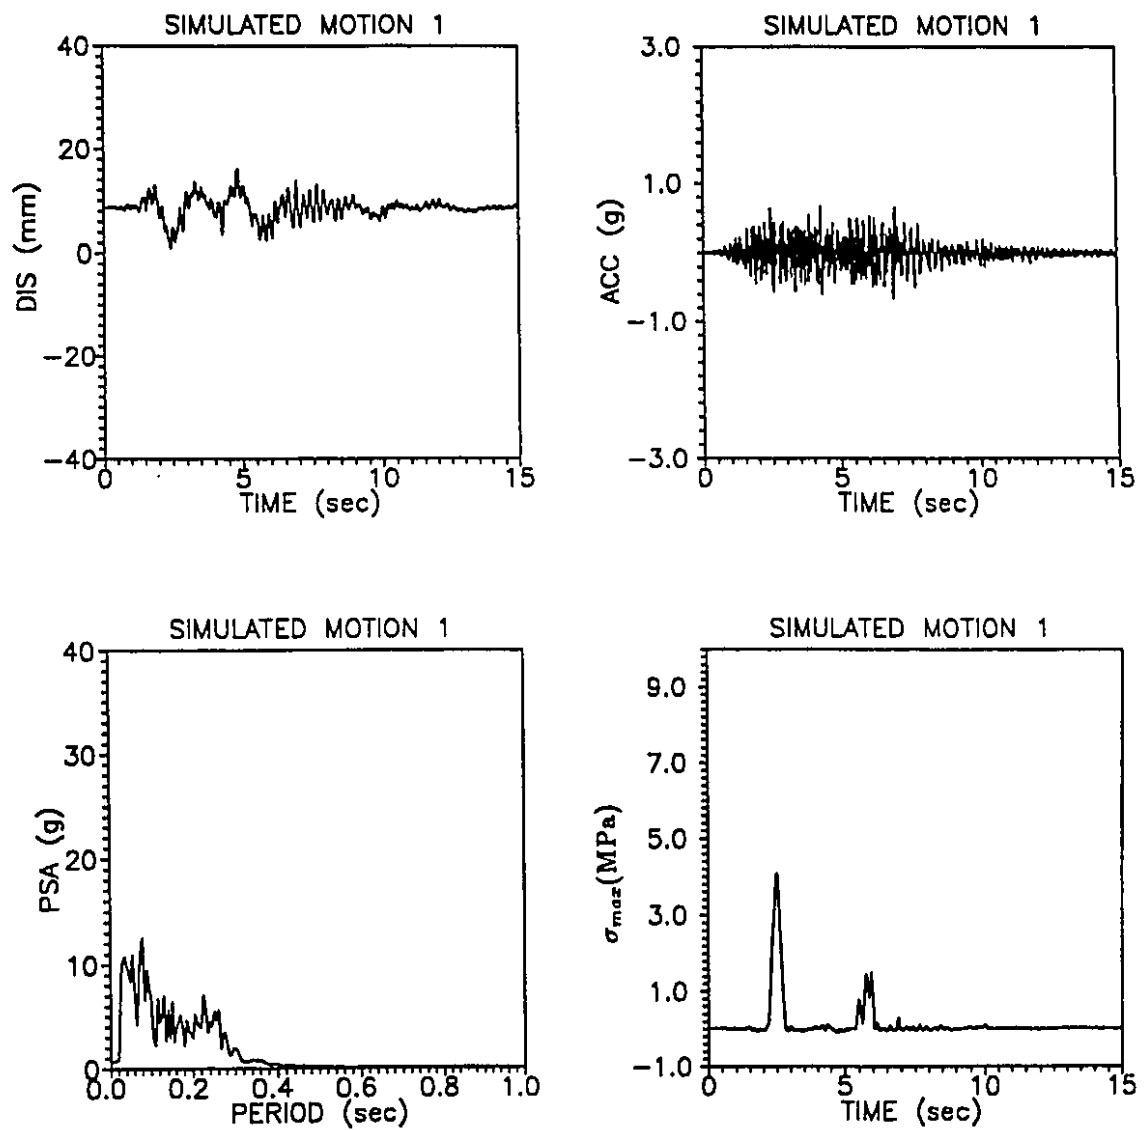 SIMULATED MOTION 1
40
20
0
−20
−40
DIS (mm)
0 5 10 15
TIME (sec)
SIMULATED MOTION 1
3.0
1.0
−1.0
−3.0
ACC (g)
0 5 10 15
TIME (sec)
SIMULATED MOTION 1
40
30
20
10
0
PSA (g)
0.0 0.2 0.4 0.6 0.8 1.0
PERIOD (sec)
SIMULATED MOTION 1
9.0
7.0
5.0
3.0
1.0
−1.0
σmax(MPa)
0 5 10 15
TIME (sec)